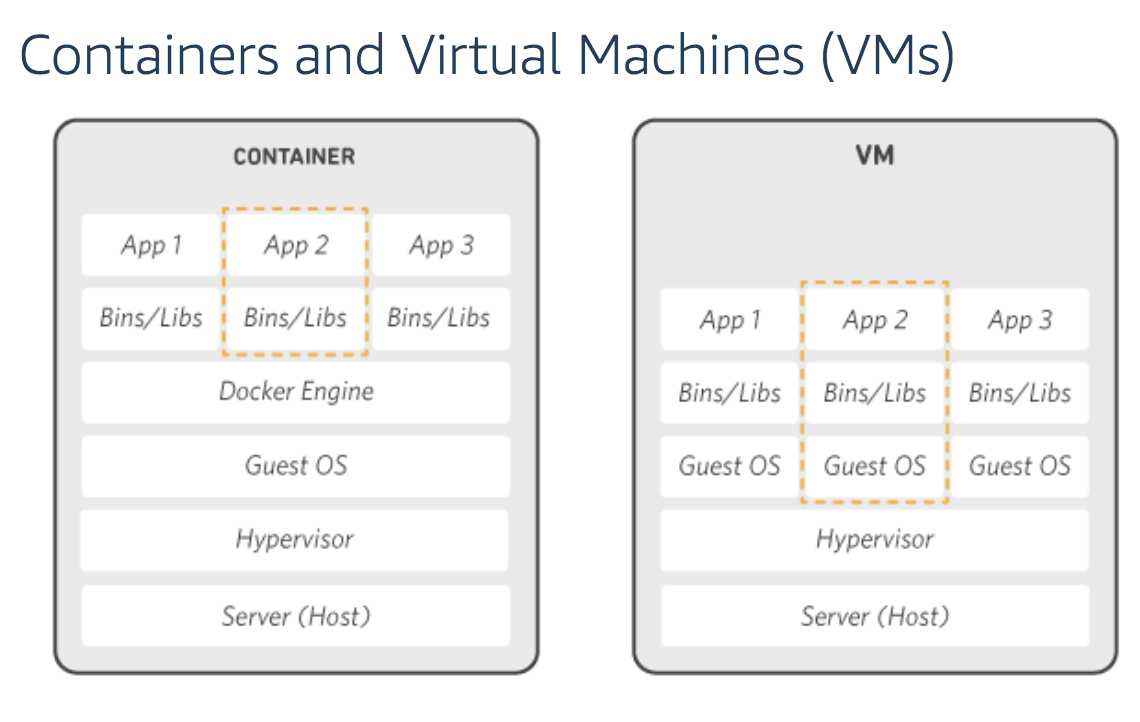 Containers and Virtual Machines (VMs)
CONTAINER
App 1 App 2 App 3
Bins/Libs Bins/Libs Bins/Libs
Docker Engine
Guest OS
Hypervisor
Server (Host)
VM
App 1 App 2 App 3
Bins/Libs Bins/Libs Bins/Libs
Guest OS Guest OS Guest OS
Hypervisor
Server (Host)